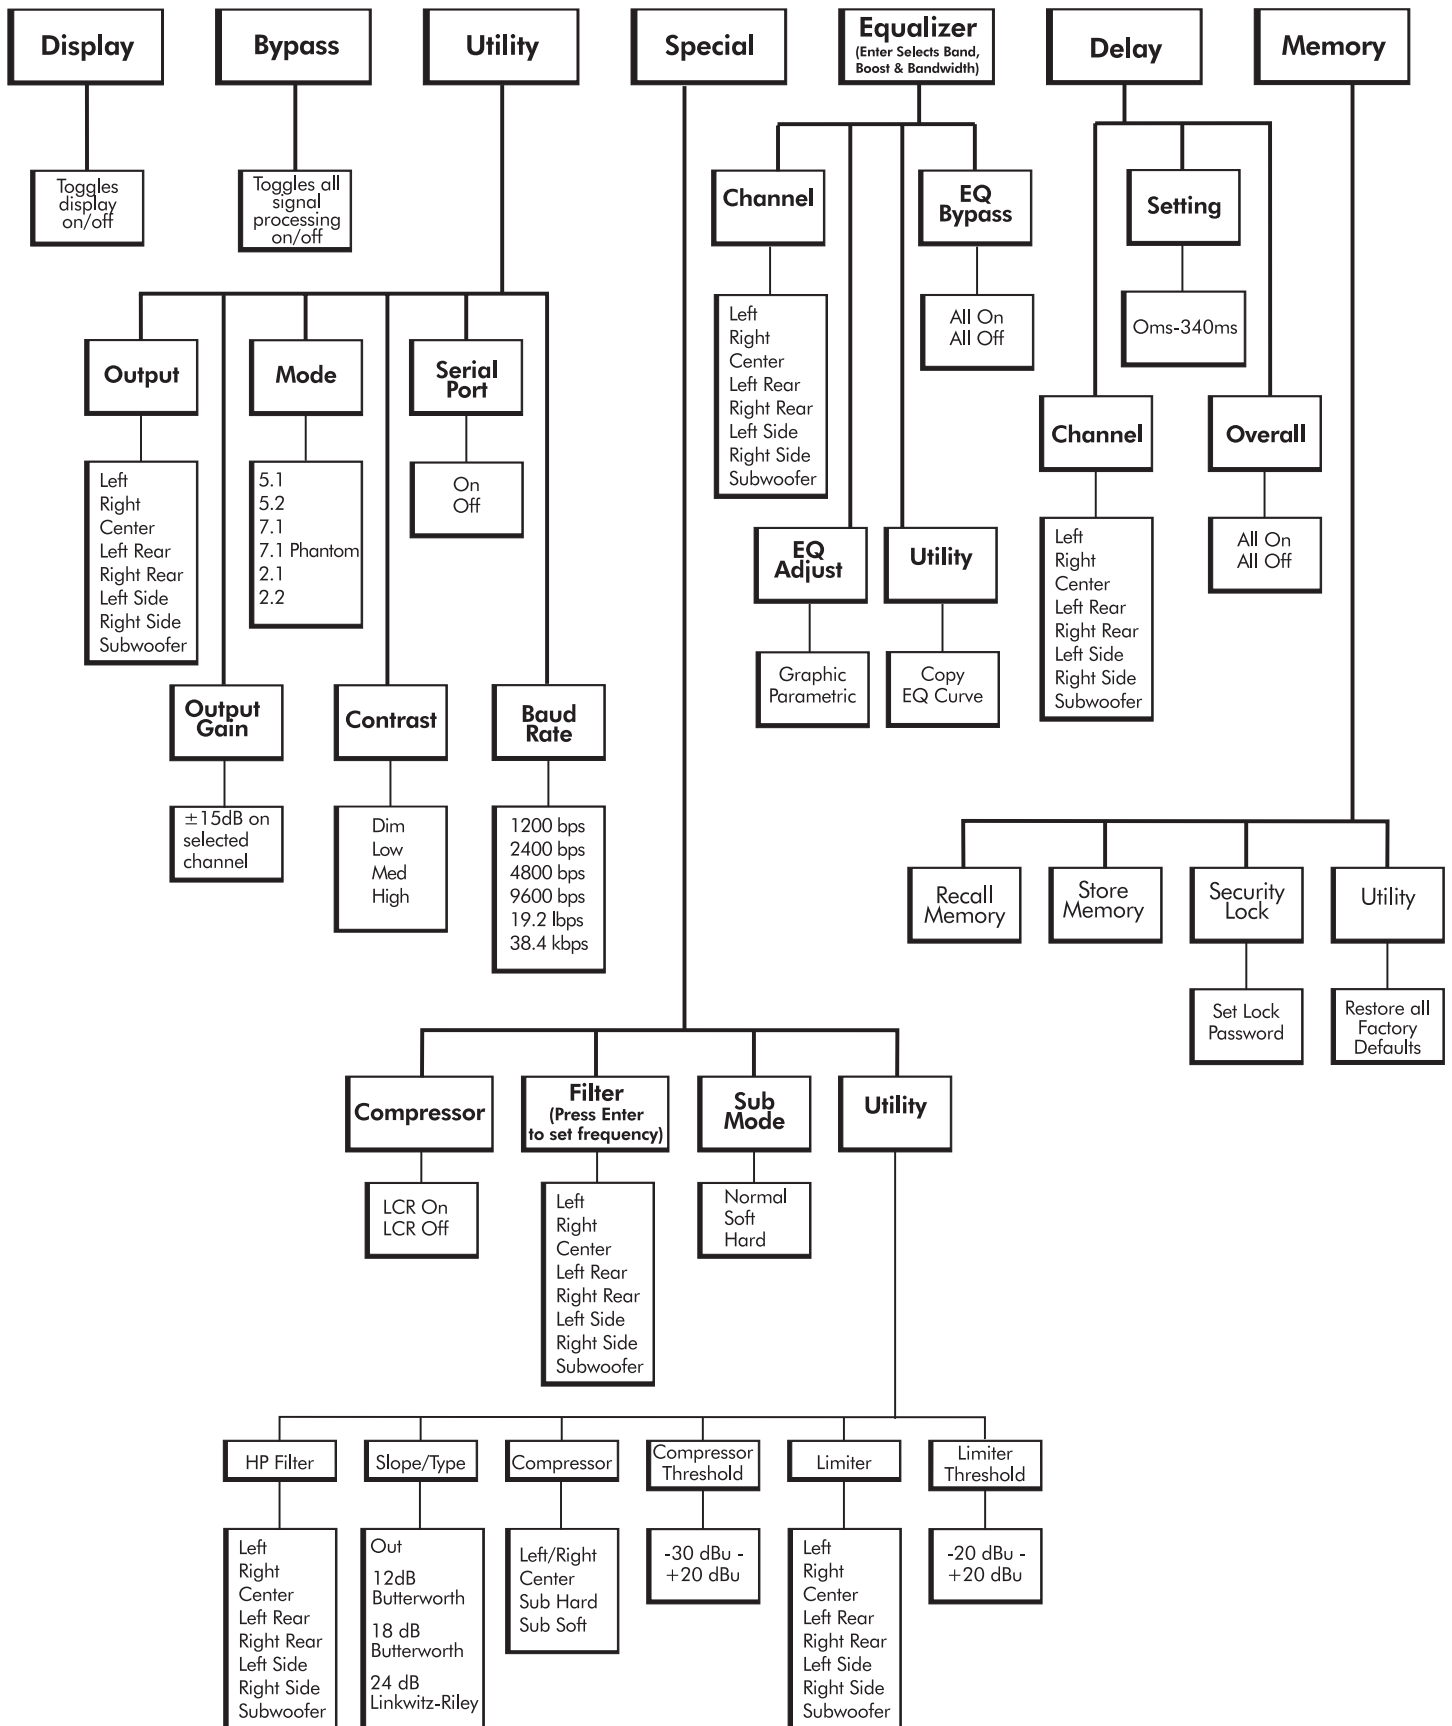 Display
Bypass
Utility
Special
Equalizer
(Enter Selects Band,
Boost & Bandwidth)
Delay
Memory
Toggles
display
on/off
Toggles all
signal
processing
on/off
Channel
EQ
Bypass
Setting
Left
Right
Center
Left Rear
Right Rear
Left Side
Right Side
Subwoofer
All On
All Off
Oms-340ms
Output
Mode
Serial
Port
Channel
Overall
Left
Right
Center
Left Rear
Right Rear
Left Side
Right Side
Subwoofer
5.1
5.2
7.1
7.1 Phantom
2.1
2.2
On
Off
EQ
Adjust
Utility
Left
Right
Center
Left Rear
Right Rear
Left Side
Right Side
Subwoofer
All On
All Off
Graphic
Parametric
Copy
EQ Curve
Output
Gain
Contrast
Baud
Rate
±15dB on
selected
channel
Dim
Low
Med
High
1200 bps
2400 bps
4800 bps
9600 bps
19.2 lbps
38.4 kbps
Recall
Memory
Store
Memory
Security
Lock
Utility
Set Lock
Password
Restore all
Factory
Defaults
Compressor
Filter
(Press Enter
to set frequency)
Sub
Mode
Utility
LCR On
LCR Off
Left
Right
Center
Left Rear
Right Rear
Left Side
Right Side
Subwoofer
Normal
Soft
Hard
HP Filter
Slope/Type
Compressor
Compressor
Threshold
Limiter
Limiter
Threshold
Left
Right
Center
Left Rear
Right Rear
Left Side
Right Side
Subwoofer
Out
12dB
Butterworth
18 dB
Butterworth
24 dB
Linkwitz-Riley
Left/Right
Center
Sub Hard
Sub Soft
-30 dBu -
+20 dBu
Left
Right
Center
Left Rear
Right Rear
Left Side
Right Side
Subwoofer
-20 dBu -
+20 dBu